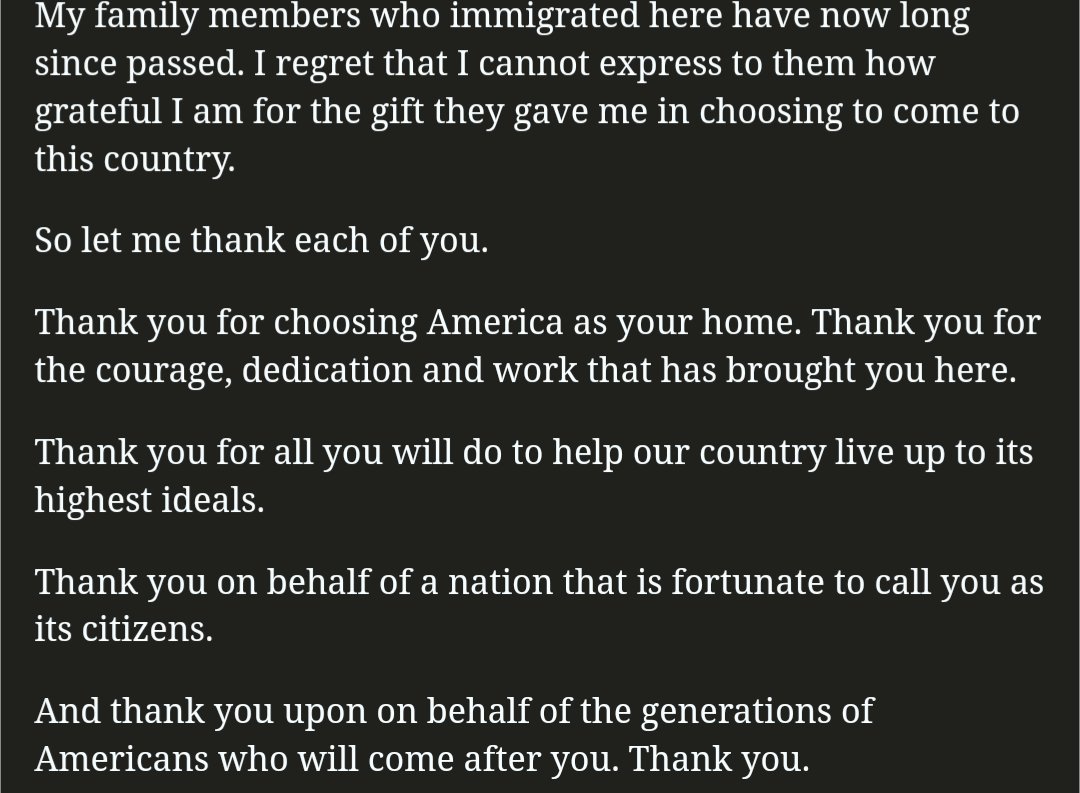 My family members who immigrated here have now long
since passed. I regret that I cannot express to them how
grateful I am for the gift they gave me in choosing to come to
this country.
So let me thank each of you.
Thank you for choosing America as your home. Thank you for
the courage, dedication and work that has brought you here.
Thank you for all you will do to help our country live up to its
highest ideals.
Thank you on behalf of a nation that is fortunate to call you as
its citizens.
And thank you upon on behalf of the generations of
Americans who will come after you. Thank you.